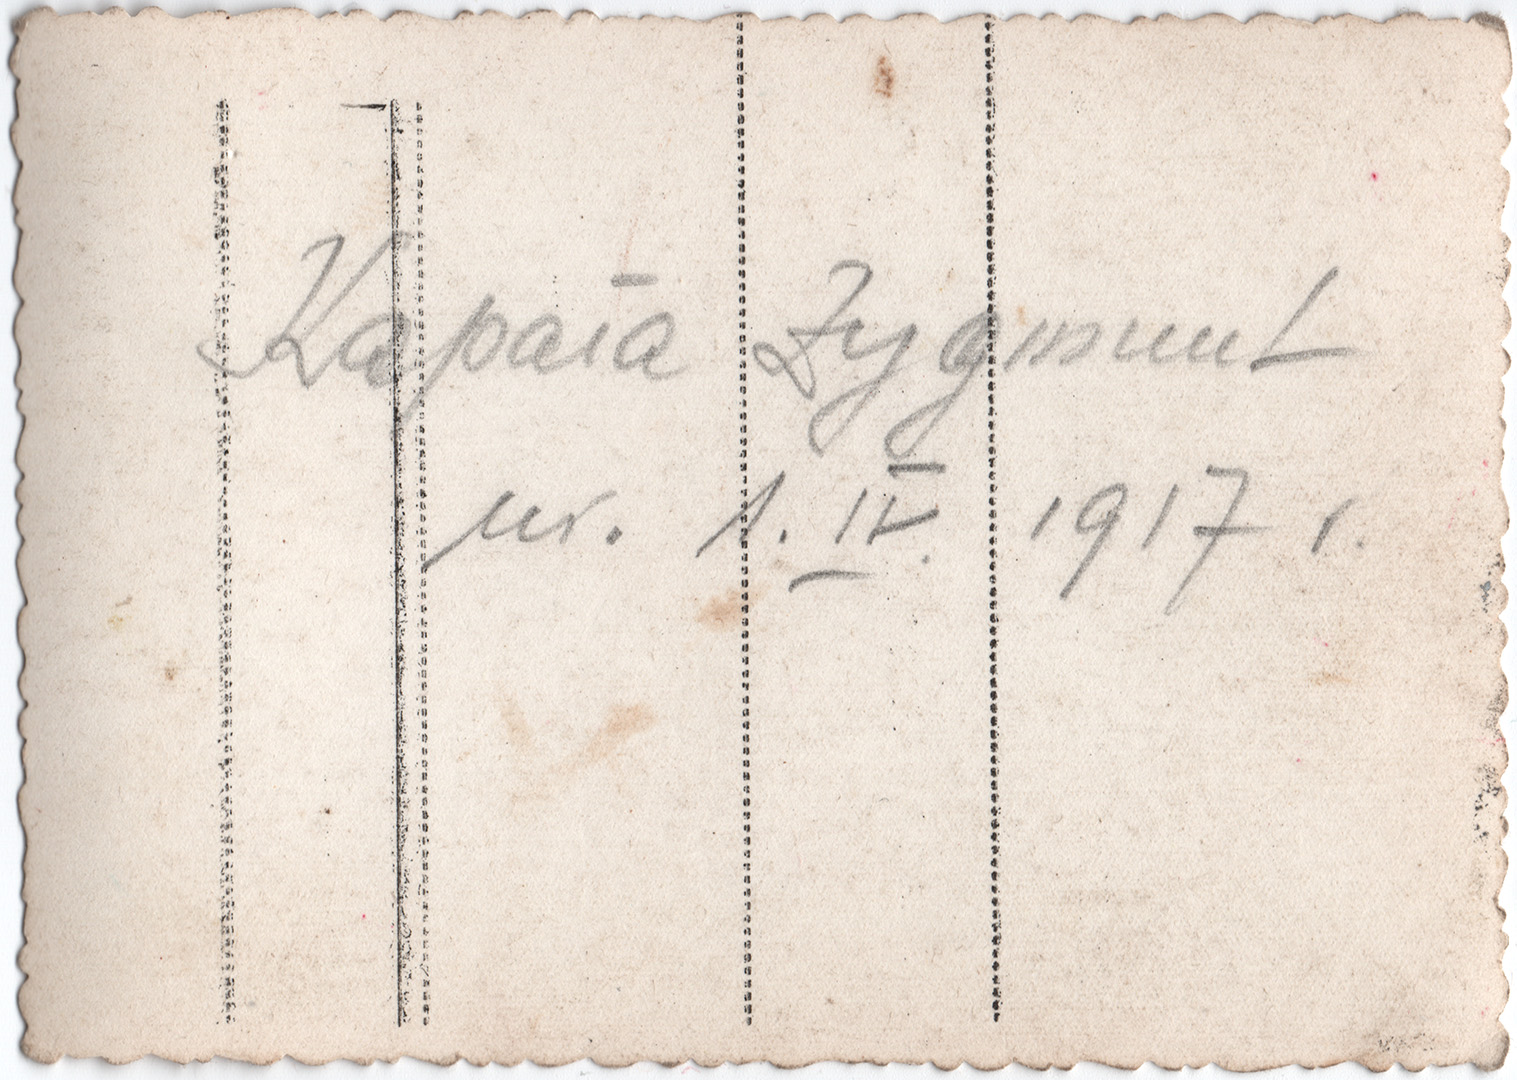 Kapała Zygmunt
ur. 1. IV. 1917 r.